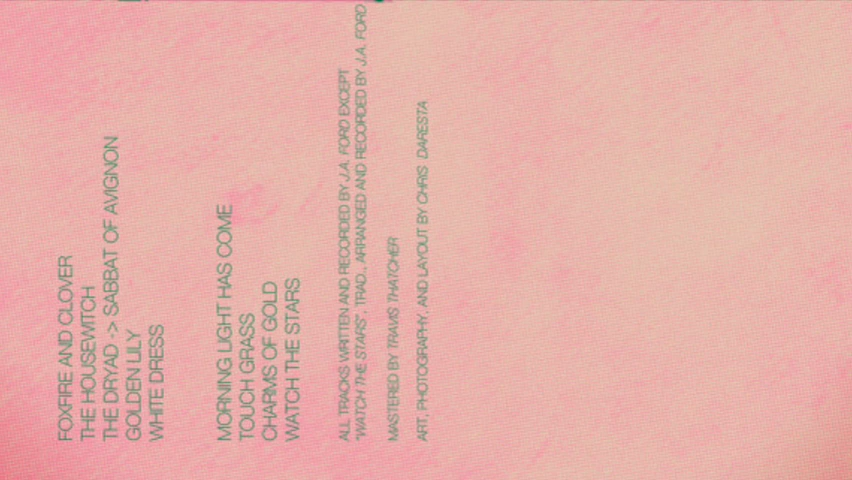 FOXFIRE AND CLOVER
THE HOUSEWITCH
THE DRYAD -> SABBAT OF AVIGNON
GOLDEN LILY
WHITE DRESS
MORNING LIGHT HAS COME
TOUCH GRASS
CHARMS OF GOLD
WATCH THE STARS
ALL TRACKS WRITTEN AND RECORDED BY J.A. FORD EXCEPT
"WATCH THE STARS", TRAD., ARRANGED AND RECORDED BY J.A. FORD
MASTERED BY TRAVIS THATCHER
ART, PHOTOGRAPHY, AND LAYOUT BY CHRIS DARESTA